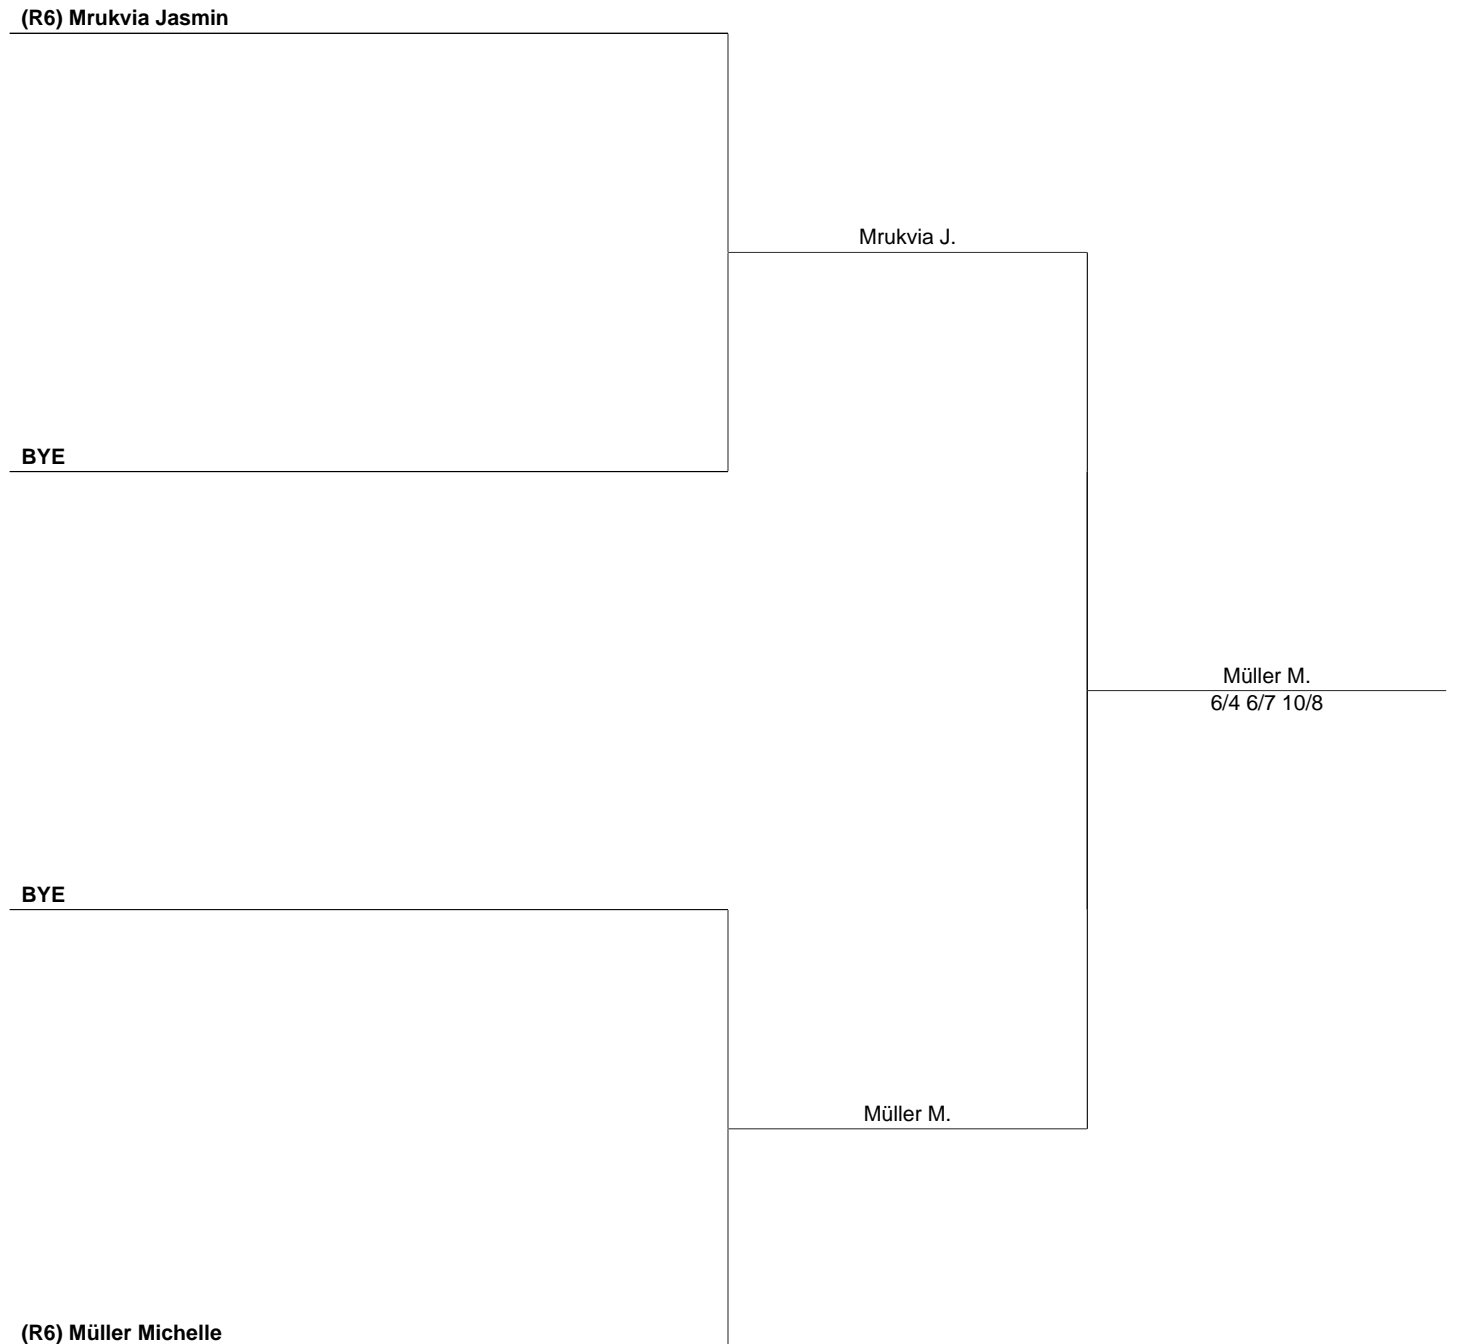 (R6) Mrukvia Jasmin
Mrukvia J.
BYE
Müller M.
6/4 6/7 10/8
BYE
Müller M.
(R6) Müller Michelle